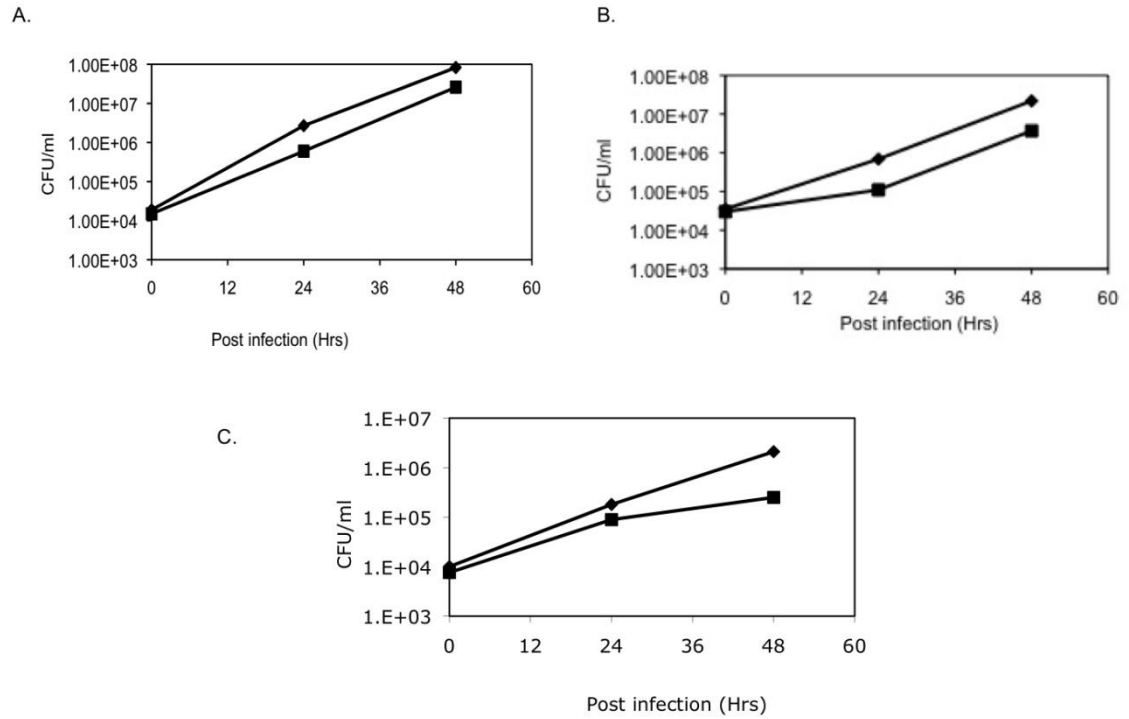 A.
1.00E+08
1.00E+07
1.00E+06
1.00E+05
1.00E+04
1.00E+03
CFU/ml
0 12 24 36 48 60
Post infection (Hrs)
B.
1.00E+08
1.00E+07
1.00E+06
1.00E+05
1.00E+04
1.00E+03
CFU/ml
0 12 24 36 48 60
Post infection (Hrs)
C.
1.E+07
1.E+06
1.E+05
1.E+04
1.E+03
CFU/ml
0 12 24 36 48 60
Post infection (Hrs)